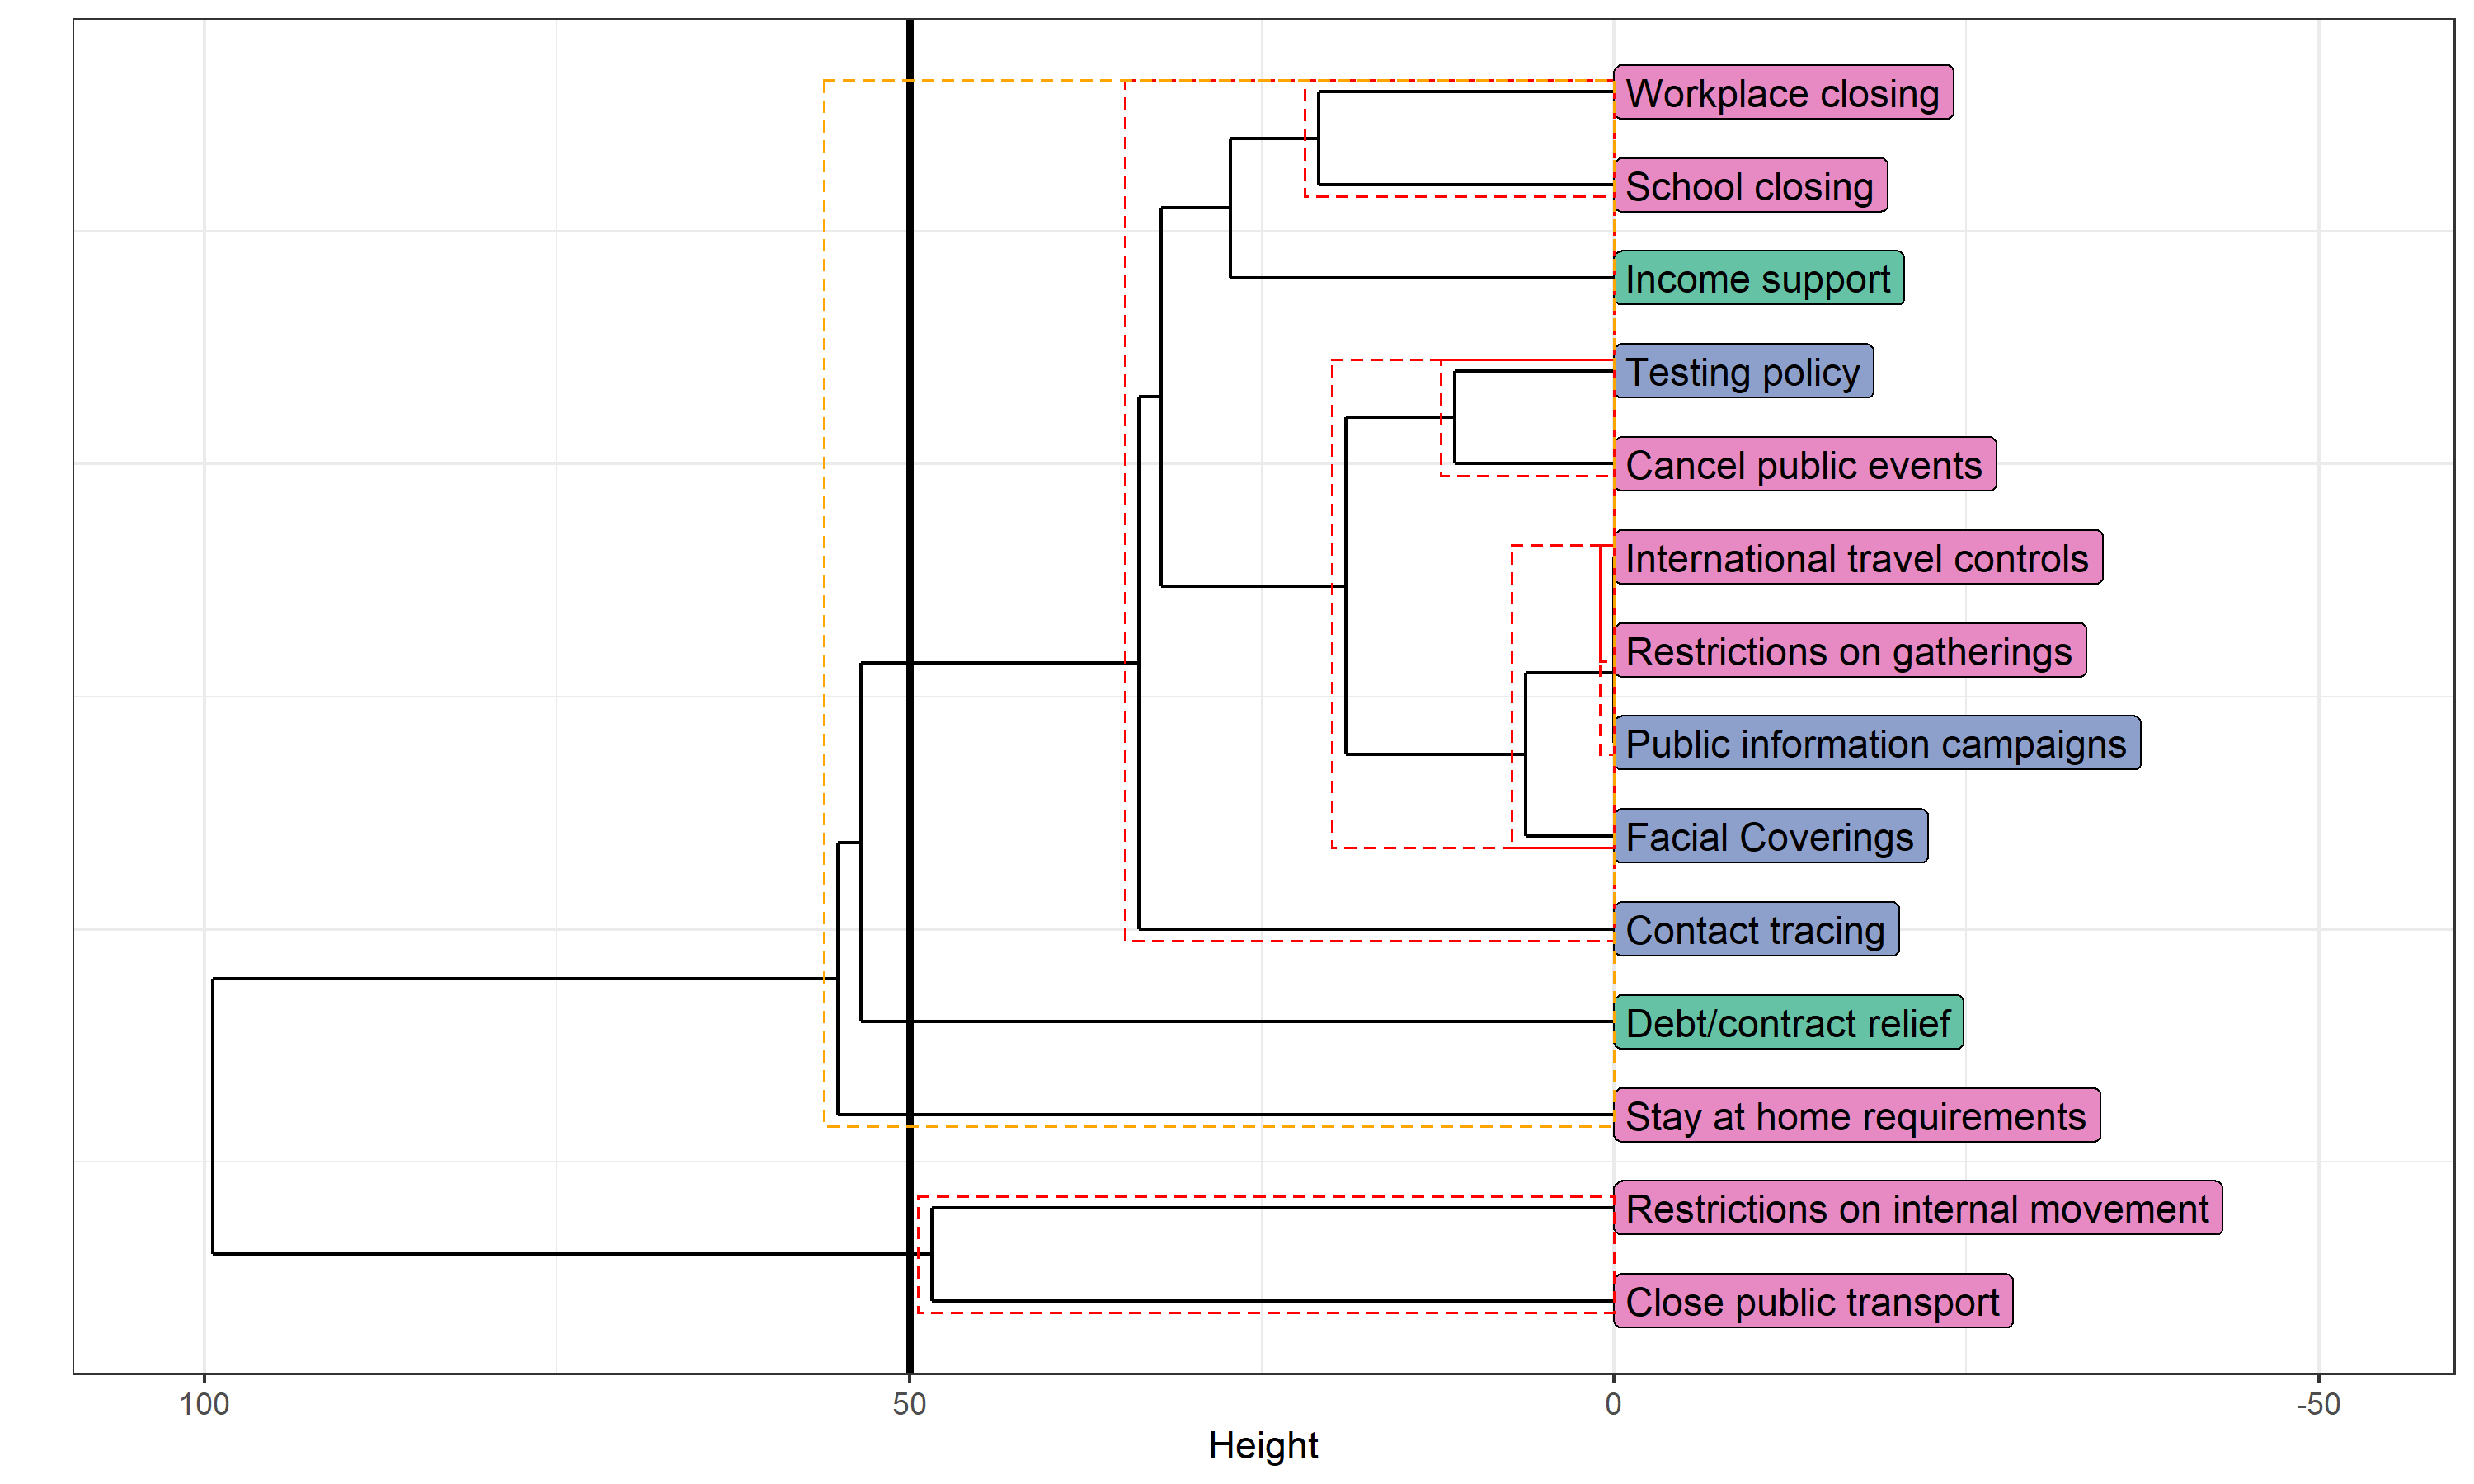 Workplace closing
School closing
Income support
Testing policy
Cancel public events
International travel controls
Restrictions on gatherings
Public information campaigns
Facial Coverings
Contact tracing
Debt/contract relief
Stay at home requirements
Restrictions on internal movement
Close public transport
100 50 0 -50
Height